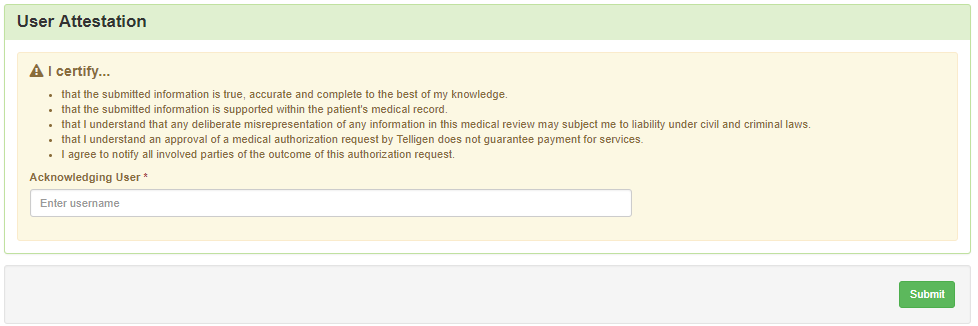 User Attestation
I certify...
• that the submitted information is true, accurate and complete to the best of my knowledge.
• that the submitted information is supported within the patient's medical record.
• that I understand that any deliberate misrepresentation of any information in this medical review may subject me to liability under civil and criminal laws.
• that I understand an approval of a medical authorization request by Telligen does not guarantee payment for services.
• I agree to notify all involved parties of the outcome of this authorization request.
Acknowledging User *
Enter username
Submit